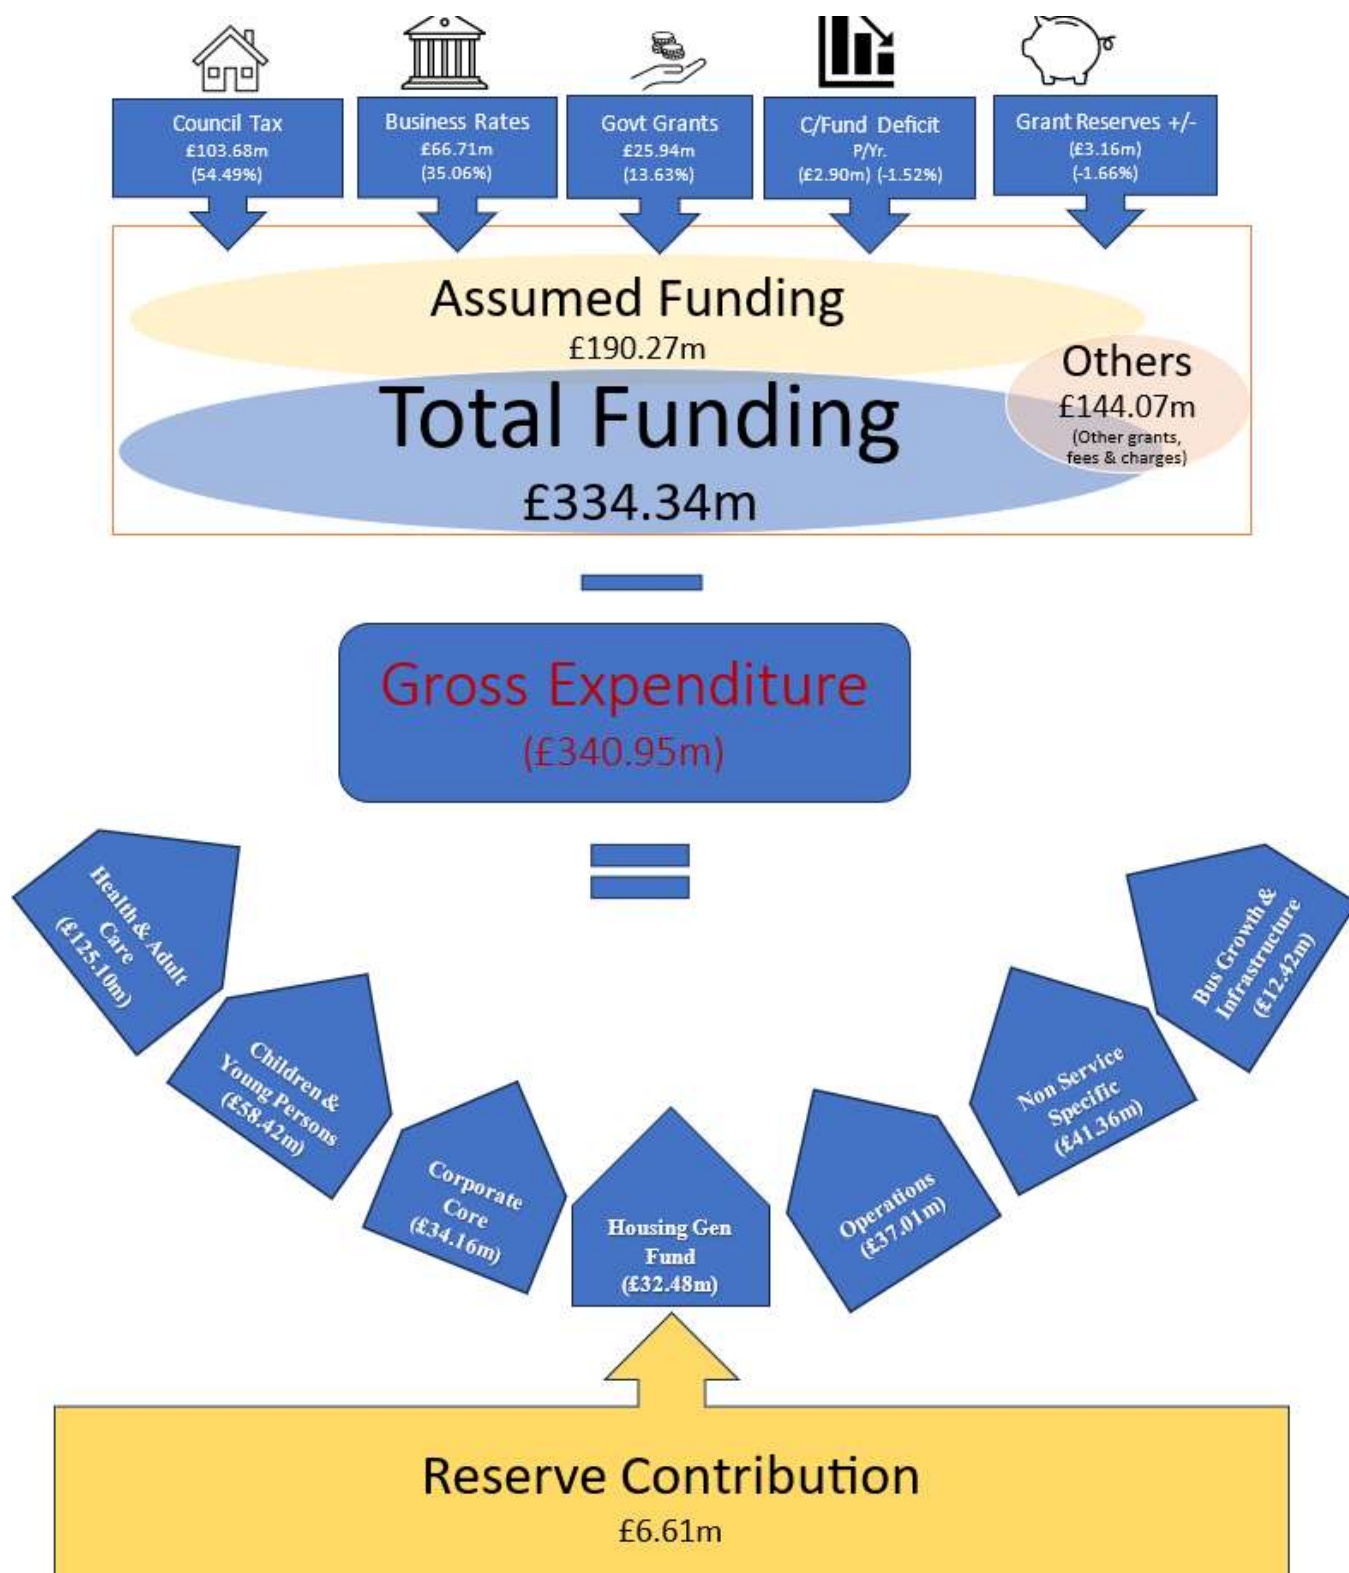 Council Tax
£103.68m
(54.49%)
Business Rates
£66.71m
(35.06%)
Govt Grants
£25.94m
(13.63%)
C/Fund Deficit
P/Yr.
(£2.90m) (-1.52%)
Grant Reserves +/-
(£3.16m)
(-1.66%)
Assumed Funding
£190.27m
Others
£144.07m
(Other grants,
fees & charges)
Total Funding
£334.34m
Gross Expenditure
(£340.95m)
Health & Adult
Care
(£125.10m)
Children &
Young Persons
(£58.42m)
Corporate
Core
(£34.16m)
Housing Gen
Fund
(£32.48m)
Operations
(£37.01m)
Non Service
Specific
(£41.36m)
Bus Growth &
Infrastructure
(£12.42m)
Reserve Contribution
£6.61m